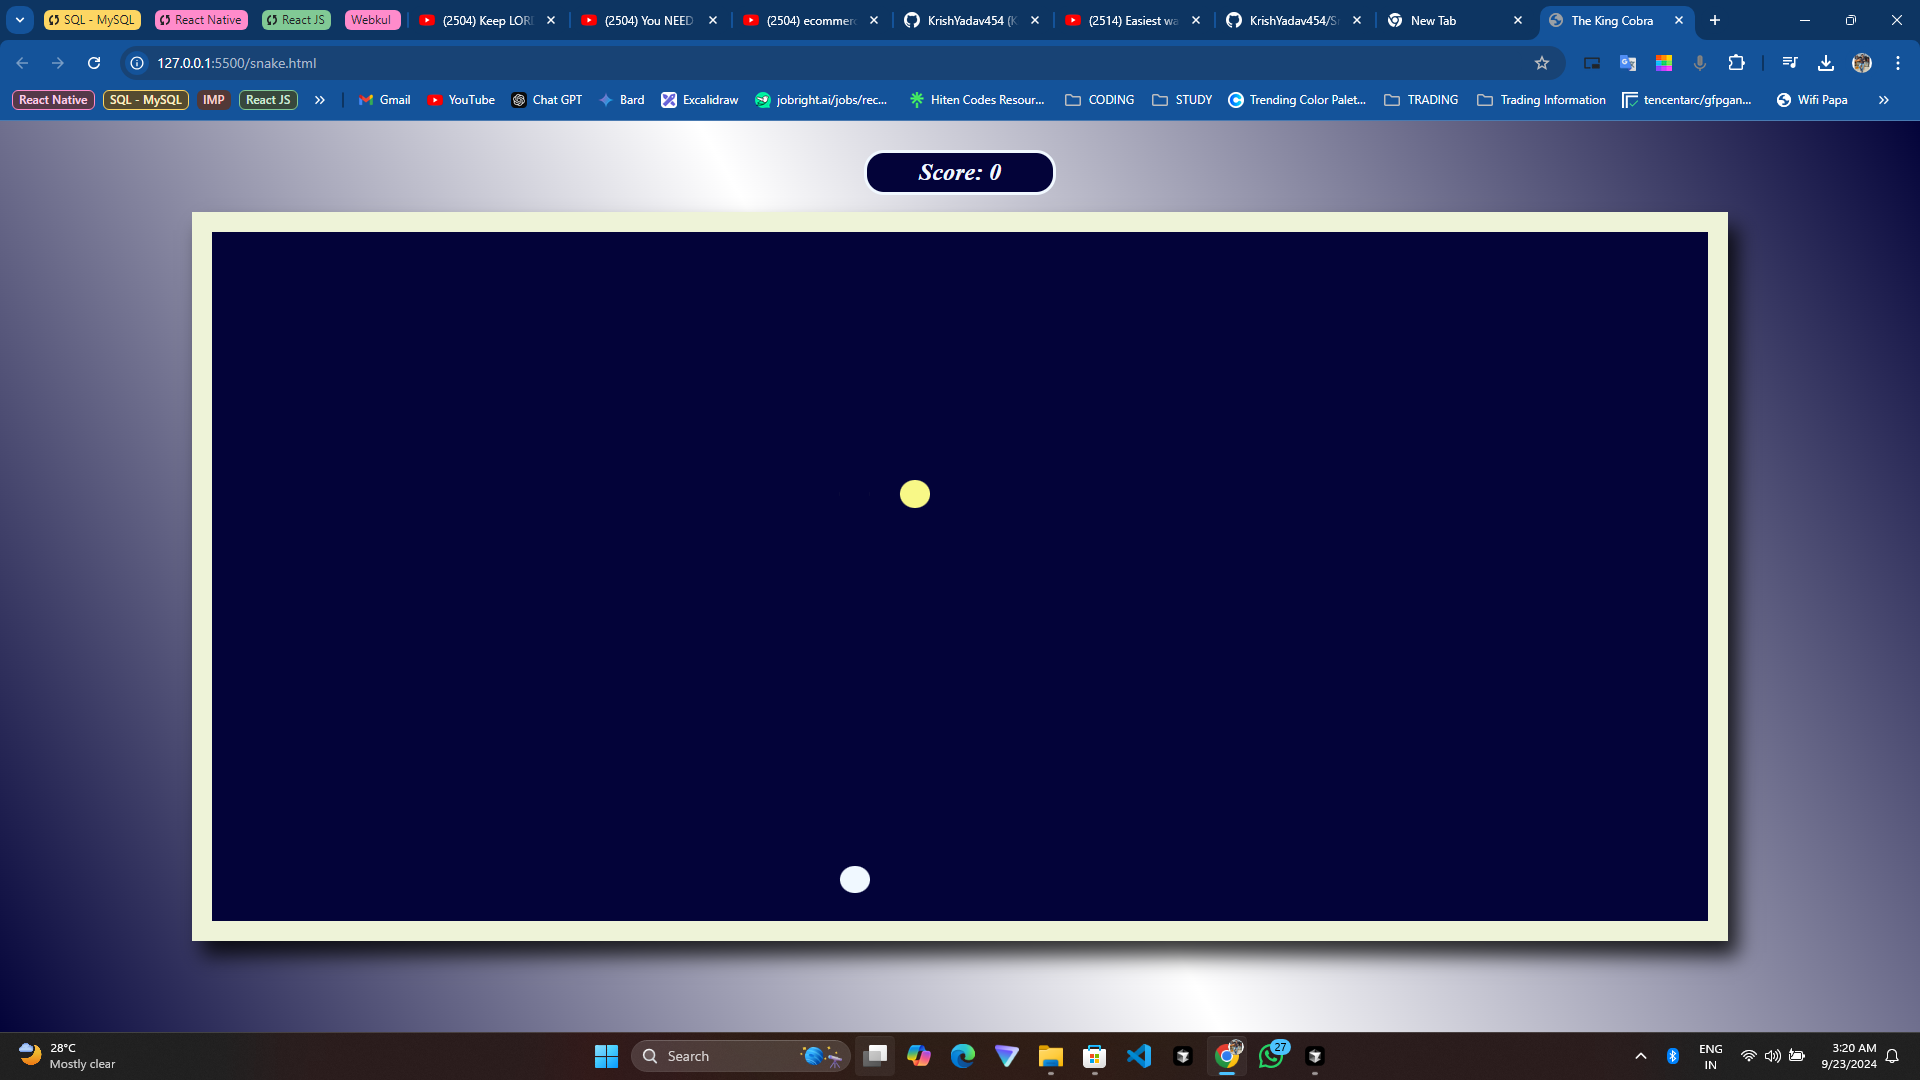 SQL - MySQL
React Native
React JS
Webkul
(2504) Keep LORD
(2504) You NEED
(2504) ecommerc
KrishYadav454 (K
(2514) Easiest wa
KrishYadav454/Sn
New Tab
The King Cobra
127.0.0.1:5500/snake.html
React Native
SQL - MySQL
IMP
React JS
Gmail
YouTube
Chat GPT
Bard
Excalidraw
jobright.ai/jobs/rec...
Hiten Codes Resour...
CODING
STUDY
Trending Color Palet...
TRADING
Trading Information
tencentarc/gfpgan...
Wifi Papa
Score: 0
28°C
Mostly clear
Search
27
ENG
IN
3:20 AM
9/23/2024